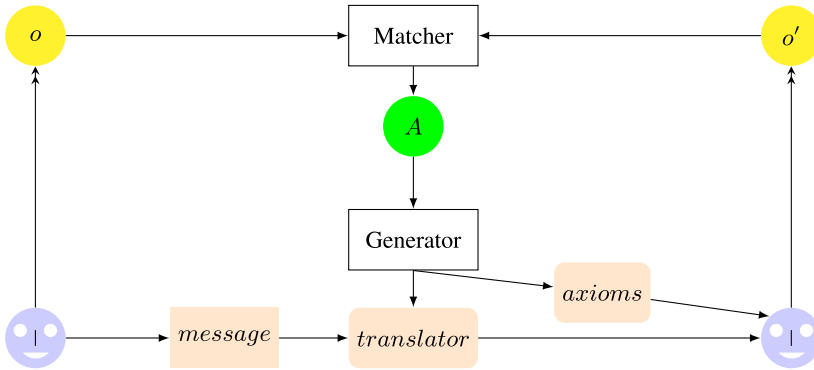 o
Matcher
o′
A
Generator
axioms
message
translator